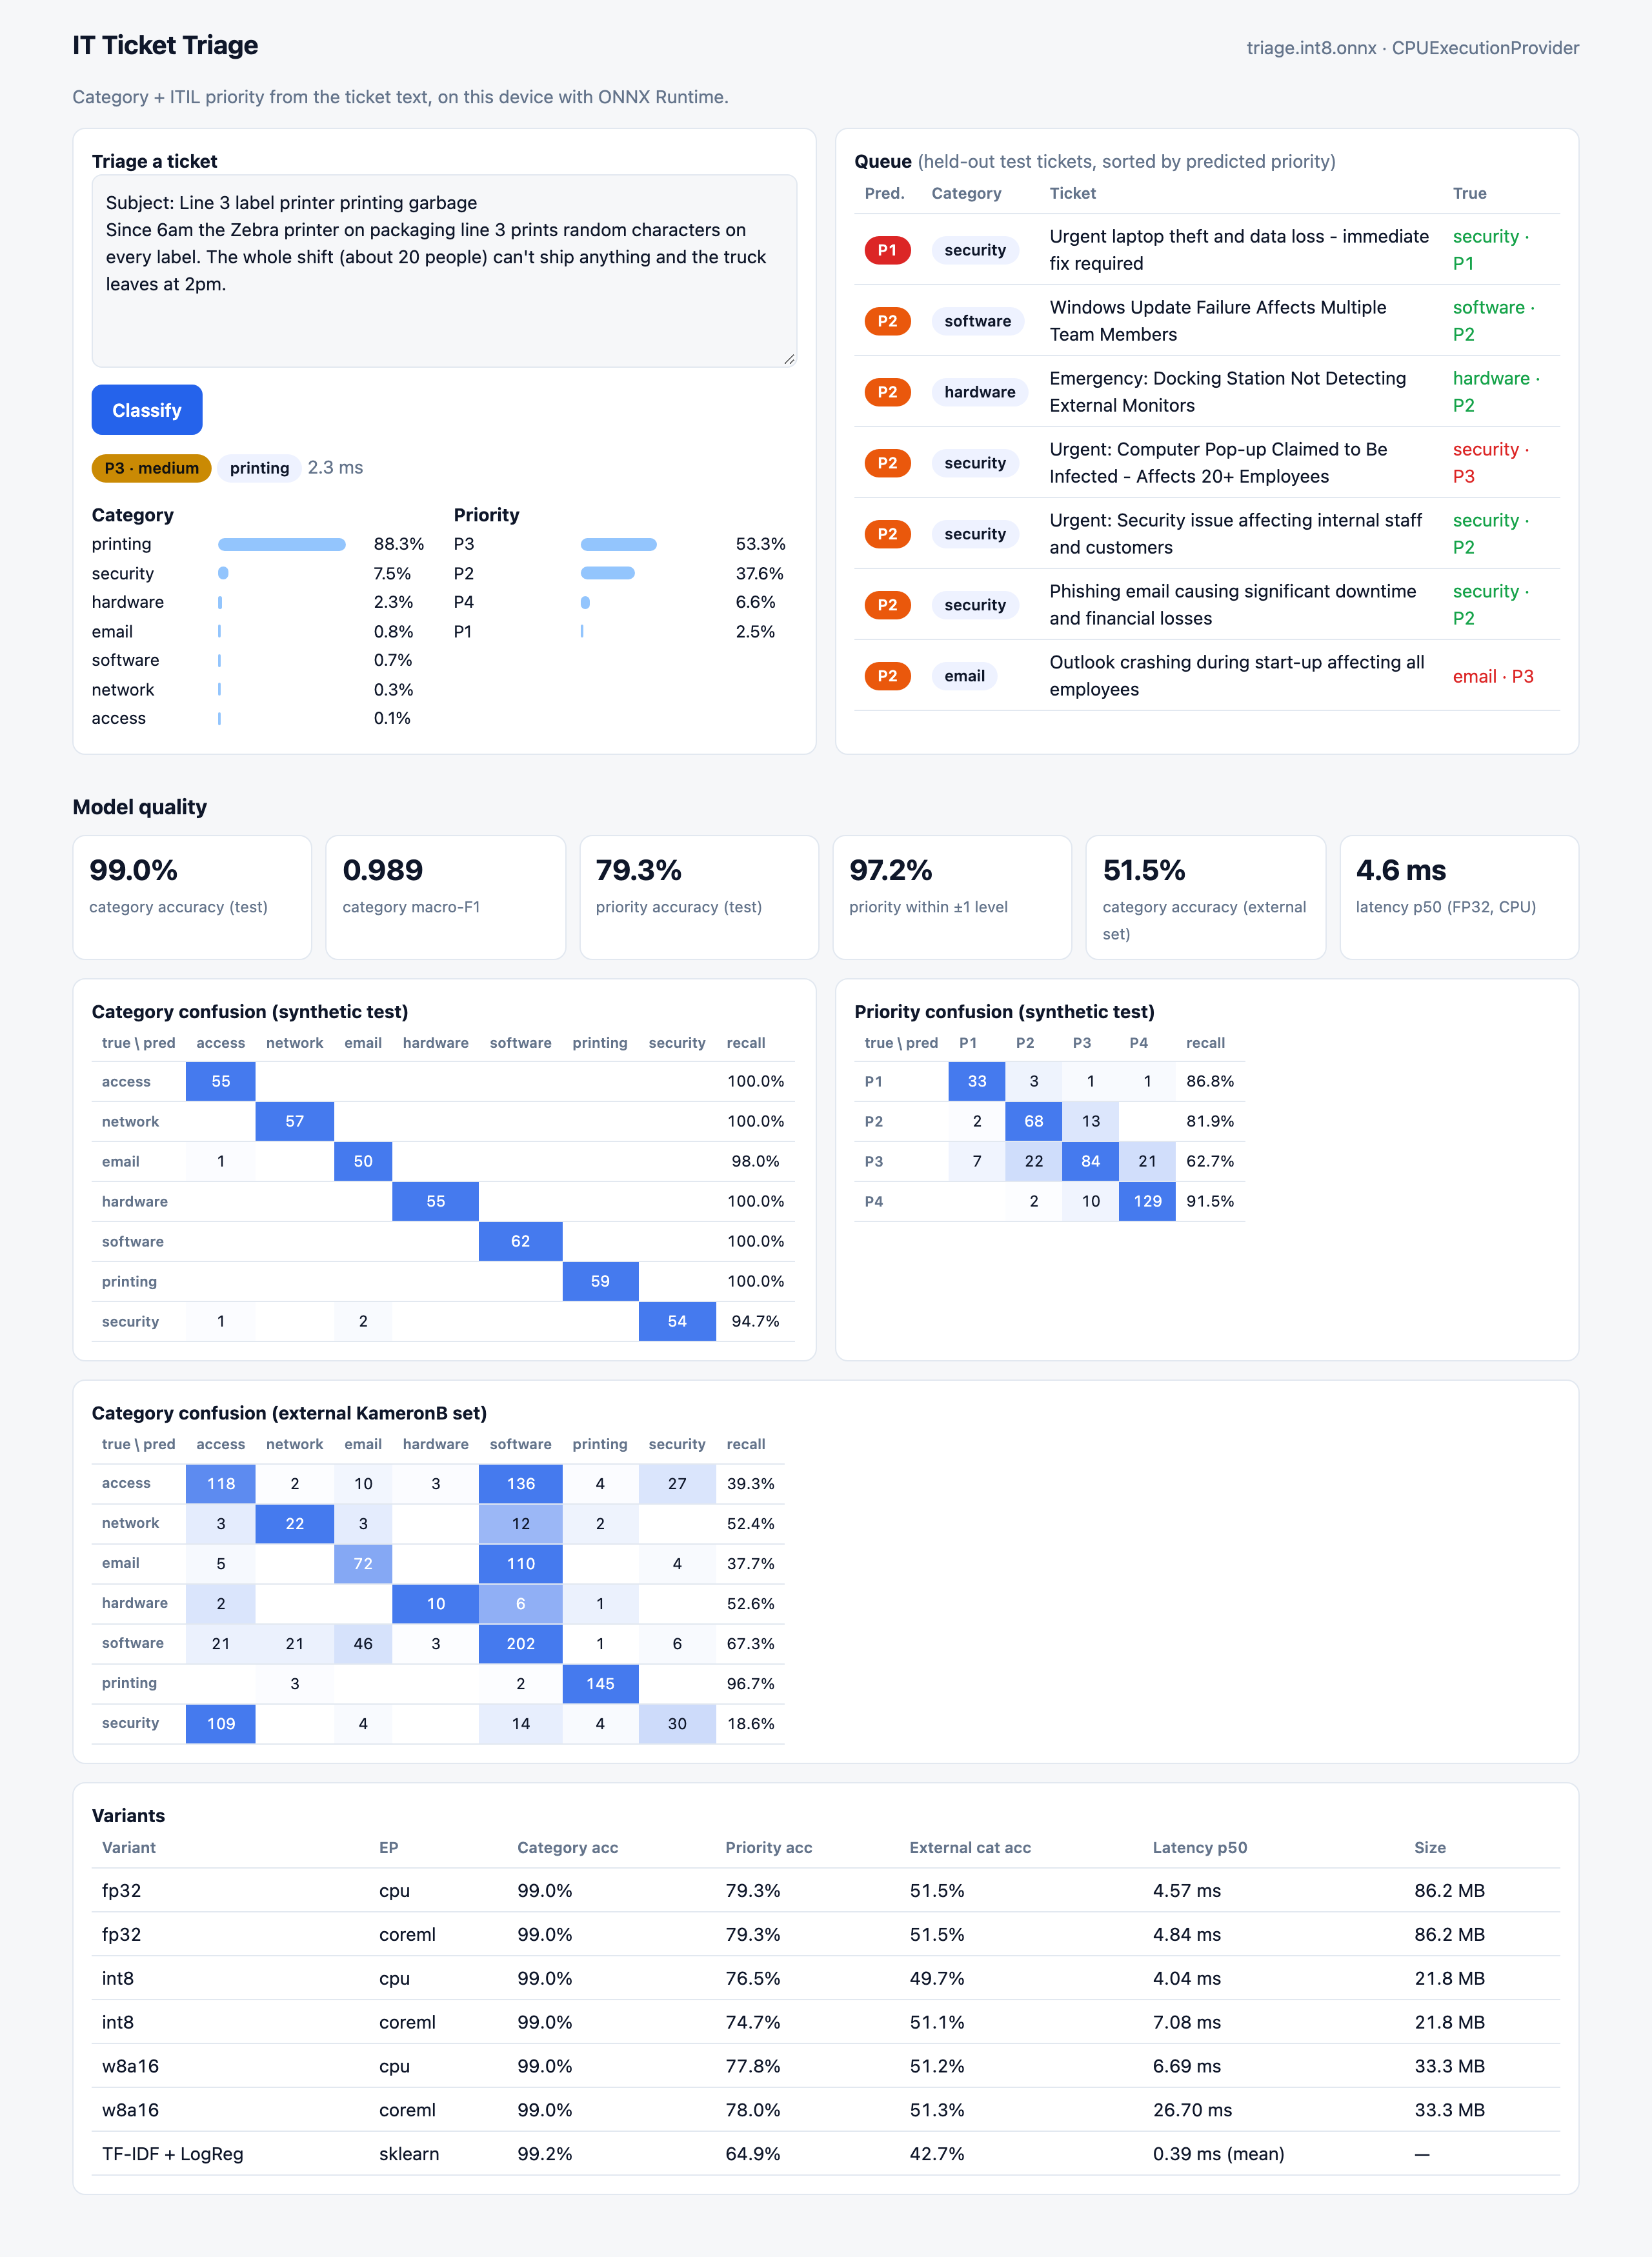 IT Ticket Triage
triage.int8.onnx · CPUExecutionProvider
Category + ITIL priority from the ticket text, on this device with ONNX Runtime.
Triage a ticket
Subject: Line 3 label printer printing garbage
Since 6am the Zebra printer on packaging line 3 prints random characters on
every label. The whole shift (about 20 people) can't ship anything and the truck
leaves at 2pm.
Classify
P3 · medium printing 2.3 ms
Category
printing 88.3%
security 7.5%
hardware 2.3%
email 0.8%
software 0.7%
network 0.3%
access 0.1%
Priority
P3 53.3%
P2 37.6%
P4 6.6%
P1 2.5%
Queue (held-out test tickets, sorted by predicted priority)
Pred. Category Ticket True
P1 security Urgent laptop theft and data loss - immediate security ·
fix required P1
P2 software Windows Update Failure Affects Multiple software ·
Team Members P2
P2 hardware Emergency: Docking Station Not Detecting hardware ·
External Monitors P2
P2 security Urgent: Computer Pop-up Claimed to Be security ·
Infected - Affects 20+ Employees P3
P2 security Urgent: Security issue affecting internal staff security ·
and customers P2
P2 security Phishing email causing significant downtime security ·
and financial losses P2
P2 email Outlook crashing during start-up affecting all email · P3
employees
Model quality
99.0%
category accuracy (test)
0.989
category macro-F1
79.3%
priority accuracy (test)
97.2%
priority within ±1 level
51.5%
category accuracy (external
set)
4.6 ms
latency p50 (FP32, CPU)
Category confusion (synthetic test)
true \ pred access network email hardware software printing security recall
access 55 100.0%
network 57 100.0%
email 1 50 98.0%
hardware 55 100.0%
software 62 100.0%
printing 59 100.0%
security 1 2 54 94.7%
Priority confusion (synthetic test)
true \ pred P1 P2 P3 P4 recall
P1 33 3 1 1 86.8%
P2 2 68 13 81.9%
P3 7 22 84 21 62.7%
P4 2 10 129 91.5%
Category confusion (external KameronB set)
true \ pred access network email hardware software printing security recall
access 118 2 10 3 136 4 27 39.3%
network 3 22 3 12 2 52.4%
email 5 72 110 4 37.7%
hardware 2 10 6 1 52.6%
software 21 21 46 3 202 1 6 67.3%
printing 3 2 145 96.7%
security 109 4 14 4 30 18.6%
Variants
Variant EP Category acc Priority acc External cat acc Latency p50 Size
fp32 cpu 99.0% 79.3% 51.5% 4.57 ms 86.2 MB
fp32 coreml 99.0% 79.3% 51.5% 4.84 ms 86.2 MB
int8 cpu 99.0% 76.5% 49.7% 4.04 ms 21.8 MB
int8 coreml 99.0% 74.7% 51.1% 7.08 ms 21.8 MB
w8a16 cpu 99.0% 77.8% 51.2% 6.69 ms 33.3 MB
w8a16 coreml 99.0% 78.0% 51.3% 26.70 ms 33.3 MB
TF-IDF + LogReg sklearn 99.2% 64.9% 42.7% 0.39 ms (mean) —